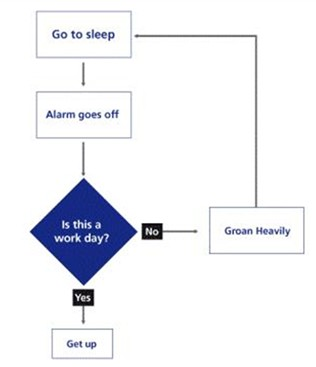 Go to sleep
Alarm goes off
Is this a
work day?
No
Groan Heavily
Yes
Get up